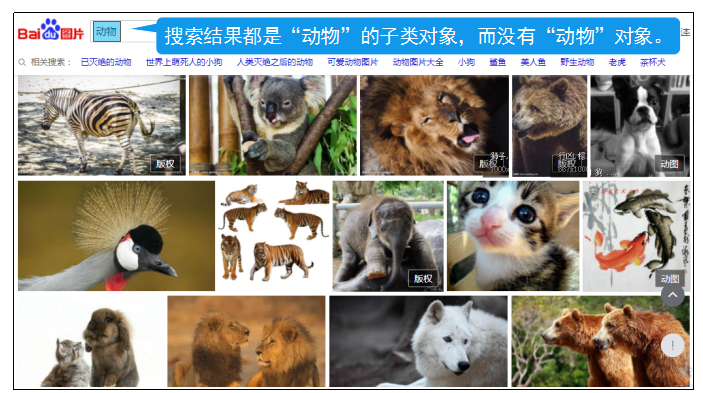 Bai du 图片
动物
搜索结果都是“动物”的子类对象，而没有“动物”对象。
相关搜索： 已灭绝的动物 世界上萌死人的小狗 人类灭绝之后的动物 可爱动物图片 动物图片大全 小狗 鲨鱼 美人鱼 野生动物 老虎 茶杯犬
版权
狮子,
版权
版权
动图
版权
动图